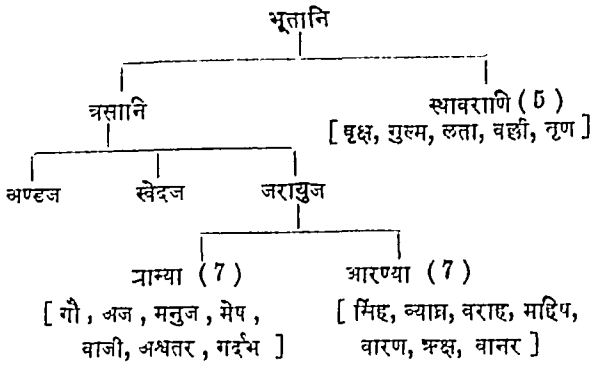 भूतानि
त्रसानि स्थावराणि (5)
[ वृक्ष, गुल्म, लता, वल्ली, तृण ]
अण्डज स्वेदज जरायुज
ग्राम्या (7) आरण्या (7)
[ गौ, अज, मनुज, मेष, [ सिंह, व्याघ्र, वराह, महिष,
वाजी, अश्वतर, गर्दभ ] वारण, ऋक्ष, वानर ]